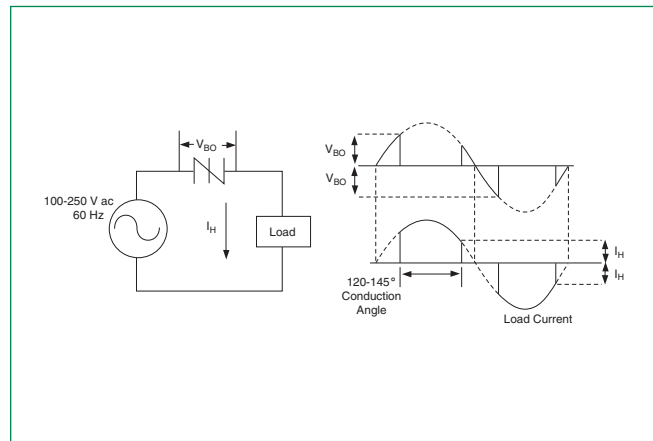 VBO
100-250 V ac
60 Hz
IH
Load
VBO
VBO
120-145°
Conduction
Angle
IH
IH
Load Current